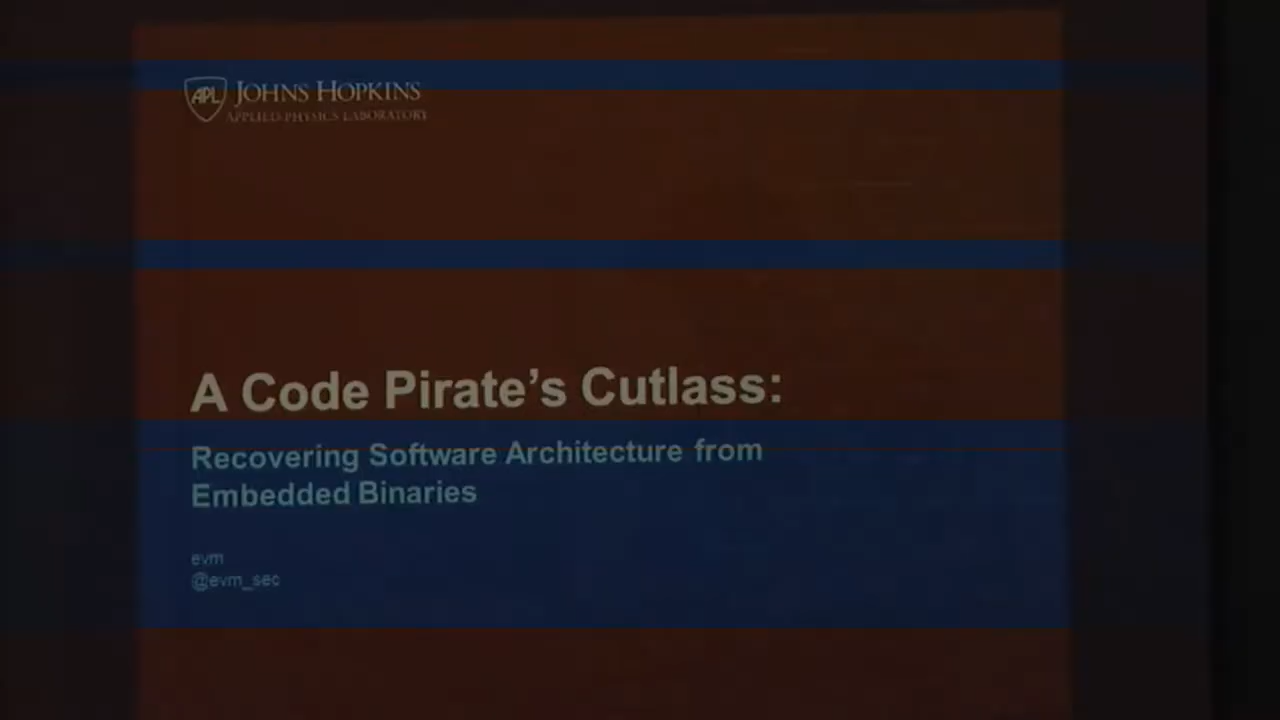 APL
JOHNS HOPKINS
APPLIED PHYSICS LABORATORY
A Code Pirate's Cutlass:
Recovering Software Architecture from
Embedded Binaries
evm
@evm_sec